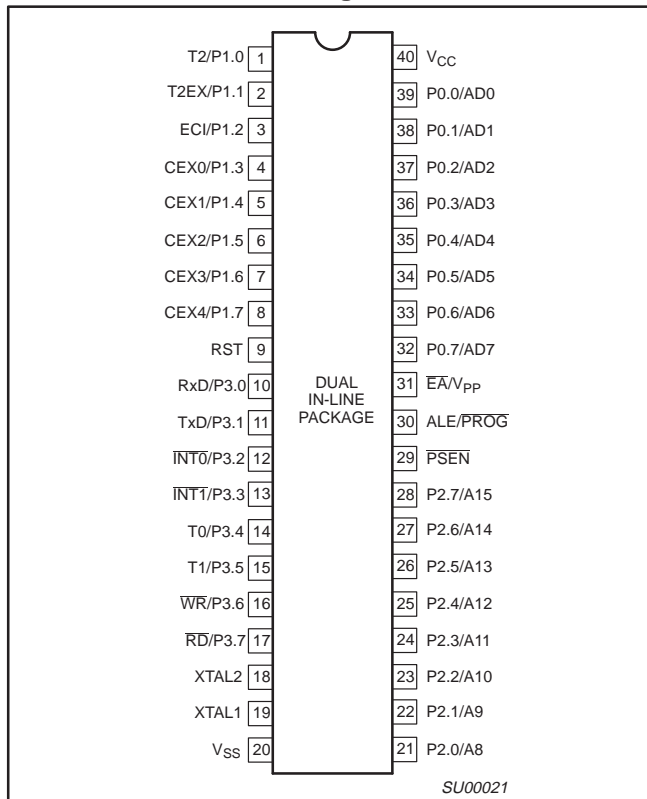 T2/P1.0 1
T2EX/P1.1 2
ECI/P1.2 3
CEX0/P1.3 4
CEX1/P1.4 5
CEX2/P1.5 6
CEX3/P1.6 7
CEX4/P1.7 8
RST 9
RxD/P3.0 10
TxD/P3.1 11
INT0/P3.2 12
INT1/P3.3 13
T0/P3.4 14
T1/P3.5 15
WR/P3.6 16
RD/P3.7 17
XTAL2 18
XTAL1 19
VSS 20
DUAL
IN-LINE
PACKAGE
40 VCC
39 P0.0/AD0
38 P0.1/AD1
37 P0.2/AD2
36 P0.3/AD3
35 P0.4/AD4
34 P0.5/AD5
33 P0.6/AD6
32 P0.7/AD7
31 EA/VPP
30 ALE/PROG
29 PSEN
28 P2.7/A15
27 P2.6/A14
26 P2.5/A13
25 P2.4/A12
24 P2.3/A11
23 P2.2/A10
22 P2.1/A9
21 P2.0/A8
SU00021